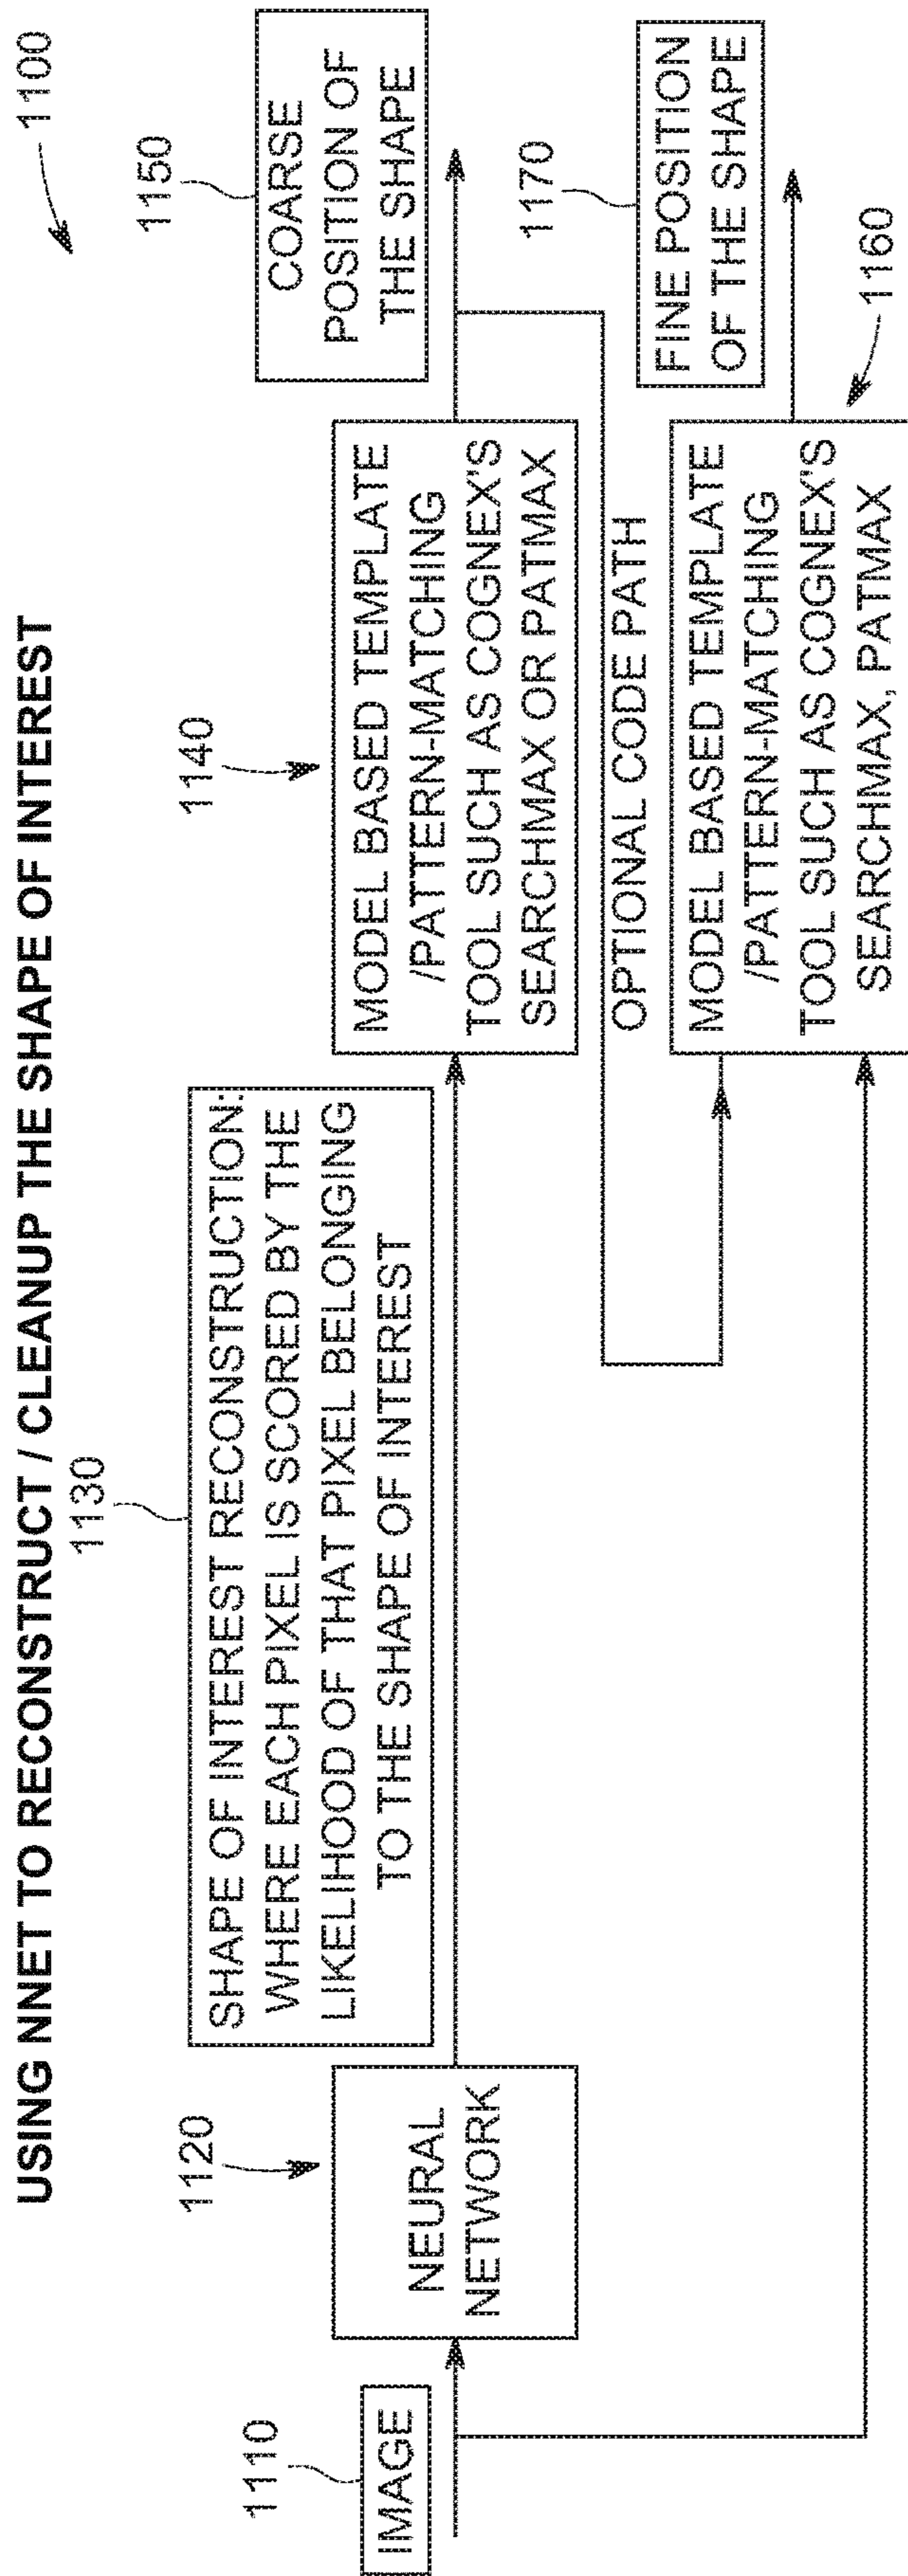 USING NNET TO RECONSTRUCT / CLEANUP THE SHAPE OF INTEREST
1100
1110
IMAGE
1120
NEURAL
NETWORK
1130
SHAPE OF INTEREST RECONSTRUCTION:
WHERE EACH PIXEL IS SCORED BY THE
LIKELIHOOD OF THAT PIXEL BELONGING
TO THE SHAPE OF INTEREST
1140
MODEL BASED TEMPLATE
/PATTERN-MATCHING
TOOL SUCH AS COGNEX'S
SEARCHMAX OR PATMAX
1150
COARSE
POSITION OF
THE SHAPE
OPTIONAL CODE PATH
MODEL BASED TEMPLATE
/PATTERN-MATCHING
TOOL SUCH AS COGNEX'S
SEARCHMAX, PATMAX
1160
1170
FINE POSITION
OF THE SHAPE